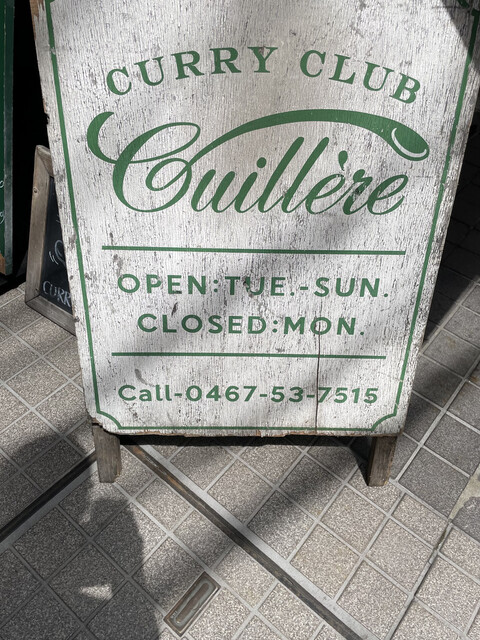 CURRY CLUB
Cuillère
OPEN:TUE.-SUN.
CLOSED:MON.
Call-0467-53-7515